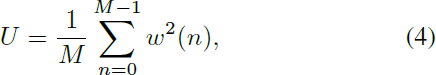 U = \frac{1}{M} \sum_{n=0}^{M-1} w^2(n), (4)